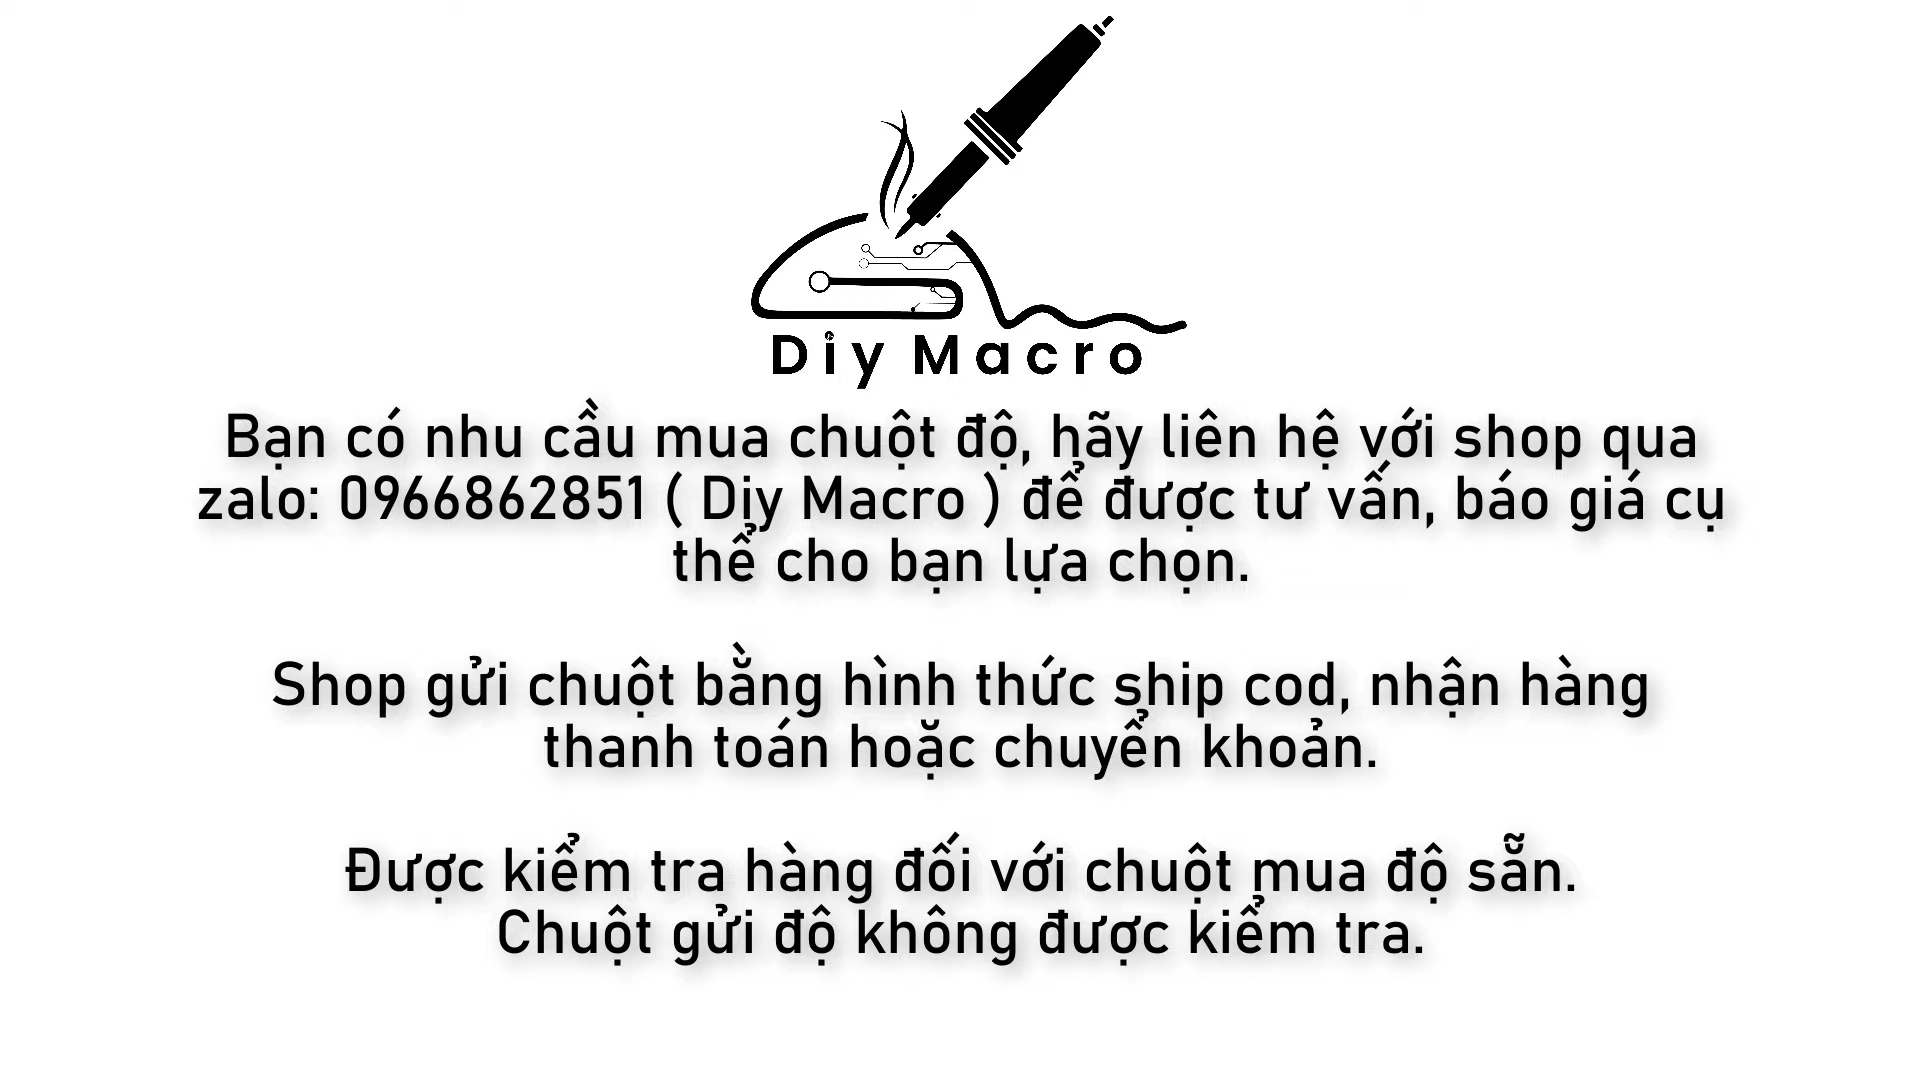 Diy Macro
Bạn có nhu cầu mua chuột độ, hãy liên hệ với shop qua
zalo: 0966862851 ( Diy Macro ) để được tư vấn, báo giá cụ
thể cho bạn lựa chọn.
Shop gửi chuột bằng hình thức ship cod, nhận hàng
thanh toán hoặc chuyển khoản.
Được kiểm tra hàng đối với chuột mua độ sẵn.
Chuột gửi độ không được kiểm tra.